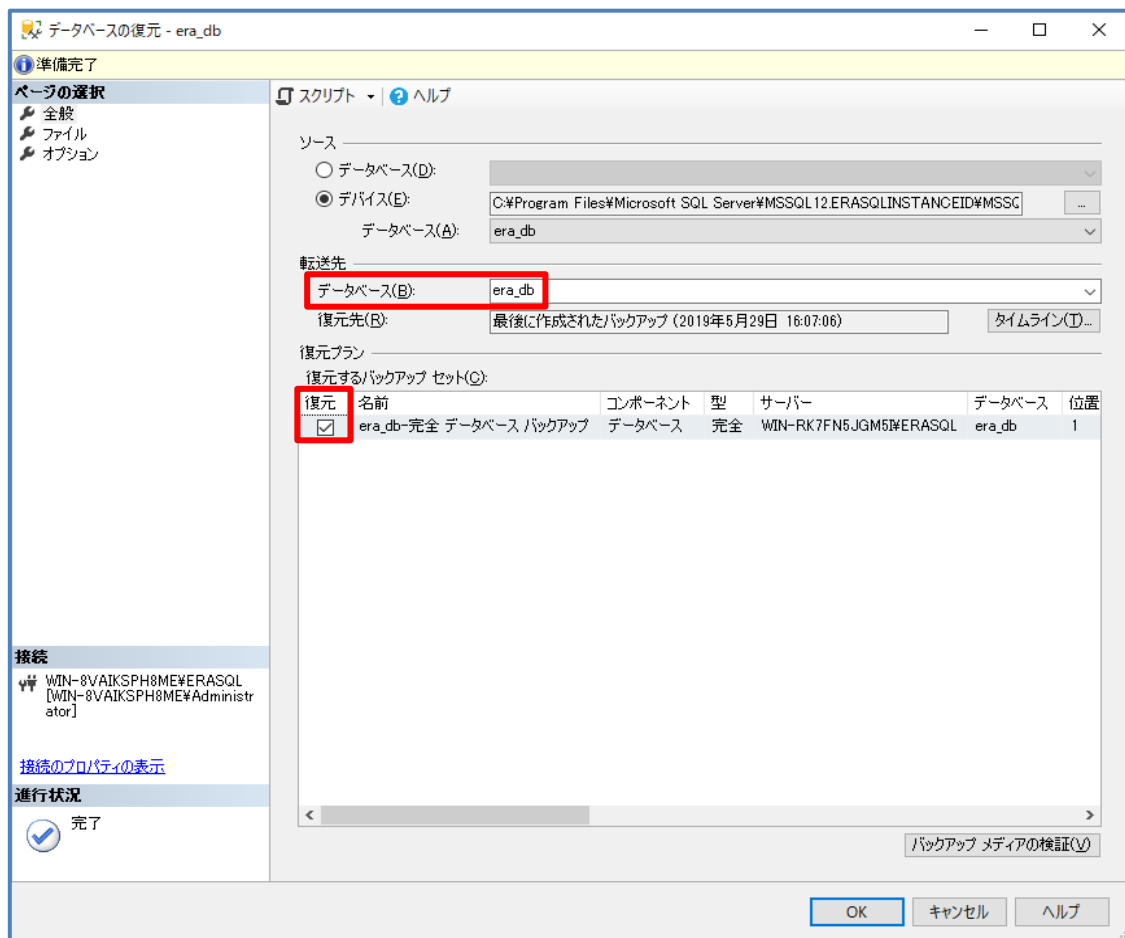 データベースの復元 - era_db
準備完了
ページの選択
全般
ファイル
オプション
スクリプト ヘルプ
ソース
データベース(D):
デバイス(E): C:¥Program Files¥Microsoft SQL Server¥MSSQL12.ERASQLINSTANCEID¥MSSQ ...
データベース(A): era_db
転送先
データベース(B): era_db
復元先(R): 最後に作成されたバックアップ (2019年5月29日 16:07:06) タイムライン(T)...
復元プラン
復元するバックアップ セット(C):
復元 名前 コンポーネント 型 サーバー データベース 位置
era_db-完全 データベース バックアップ データベース 完全 WIN-RK7FN5JGM5I¥ERASQL era_db 1
接続
WIN-8VAIKSPH8ME¥ERASQL
[WIN-8VAIKSPH8ME¥Administr
ator]
接続のプロパティの表示
進行状況
完了
バックアップ メディアの検証(V)
OK キャンセル ヘルプ